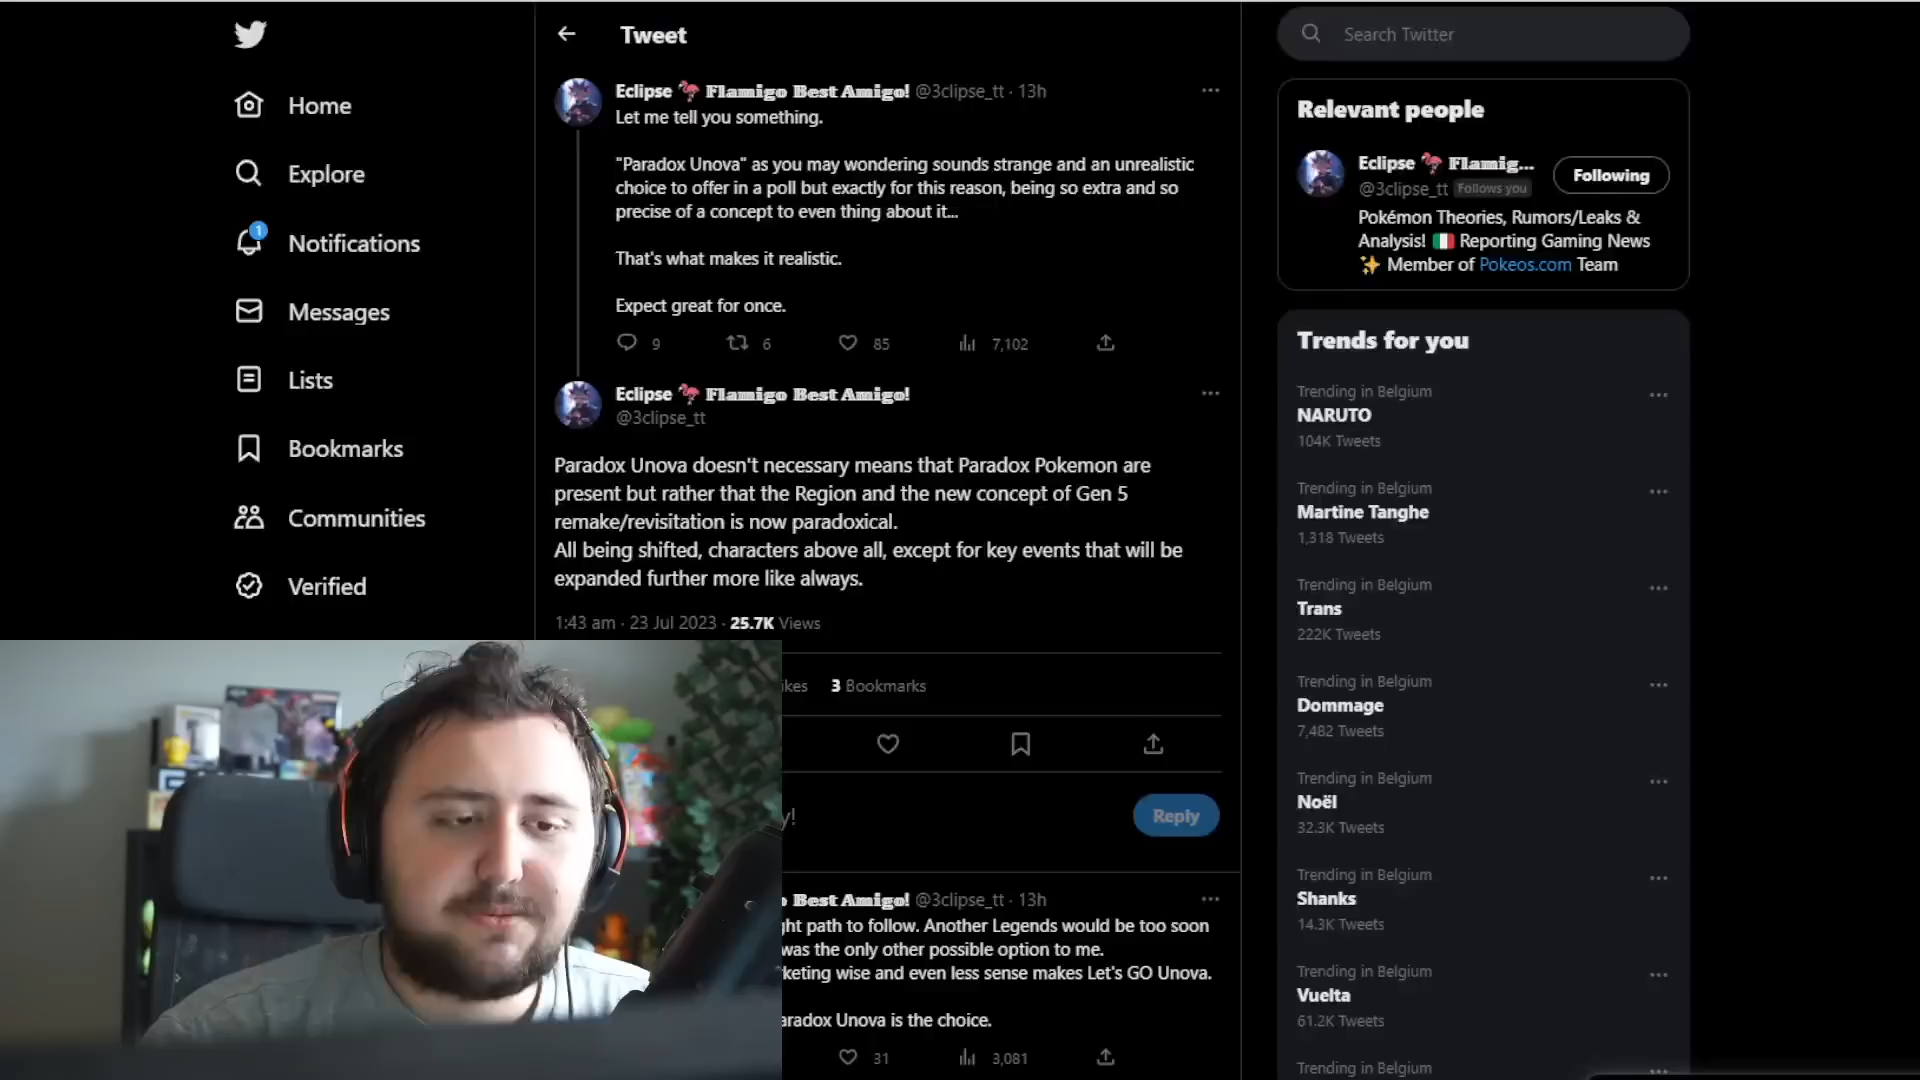 Home
Explore
1
Notifications
Messages
Lists
Bookmarks
Communities
Verified
Tweet
Eclipse 🦩 Flamigo Best Amigo! @3clipse_tt · 13h
Let me tell you something.
"Paradox Unova" as you may wondering sounds strange and an unrealistic
choice to offer in a poll but exactly for this reason, being so extra and so
precise of a concept to even thing about it...
That's what makes it realistic.
Expect great for once.
9 6 85 7,102
Eclipse 🦩 Flamigo Best Amigo!
@3clipse_tt
Paradox Unova doesn't necessary means that Paradox Pokemon are
present but rather that the Region and the new concept of Gen 5
remake/revisitation is now paradoxical.
All being shifted, characters above all, except for key events that will be
expanded further more like always.
1:43 am · 23 Jul 2023 · 25.7K Views
ikes 3 Bookmarks
y!
Reply
Best Amigo! @3clipse_tt · 13h
ght path to follow. Another Legends would be too soon
was the only other possible option to me.
keting wise and even less sense makes Let's GO Unova.
aradox Unova is the choice.
31 3,081
Search Twitter
Relevant people
Eclipse 🦩 Flamig...
@3clipse_tt Follows you
Following
Pokémon Theories, Rumors/Leaks &
Analysis! 🇮🇹 Reporting Gaming News
✨ Member of Pokeos.com Team
Trends for you
Trending in Belgium
NARUTO
104K Tweets
Trending in Belgium
Martine Tanghe
1,318 Tweets
Trending in Belgium
Trans
222K Tweets
Trending in Belgium
Dommage
7,482 Tweets
Trending in Belgium
Noël
32.3K Tweets
Trending in Belgium
Shanks
14.3K Tweets
Trending in Belgium
Vuelta
61.2K Tweets
Trending in Belgium